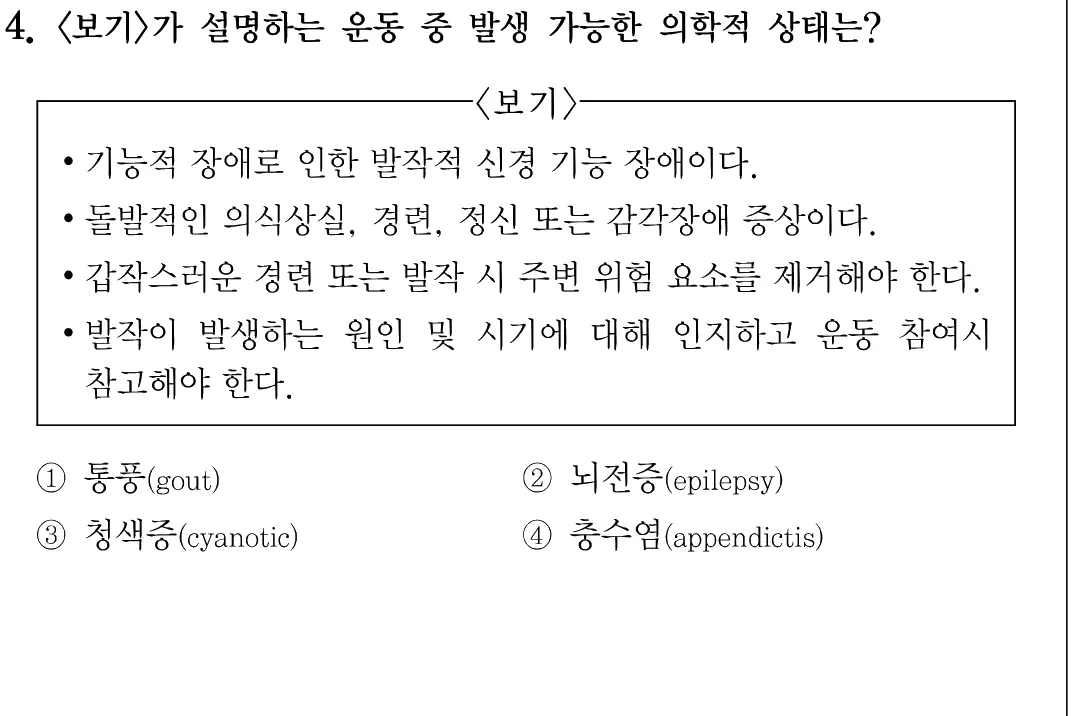 4. 〈보기〉가 설명하는 운동 중 발생 가능한 의학적 상태는?
〈보기〉
• 기능적 장애로 인한 발작적 신경 기능 장애이다.
• 돌발적인 의식상실, 경련, 정신 또는 감각장애 증상이다.
• 갑작스러운 경련 또는 발작 시 주변 위험 요소를 제거해야 한다.
• 발작이 발생하는 원인 및 시기에 대해 인지하고 운동 참여시
참고해야 한다.
① 통풍(gout) ② 뇌전증(epilepsy)
③ 청색증(cyanotic) ④ 충수염(appendictis)